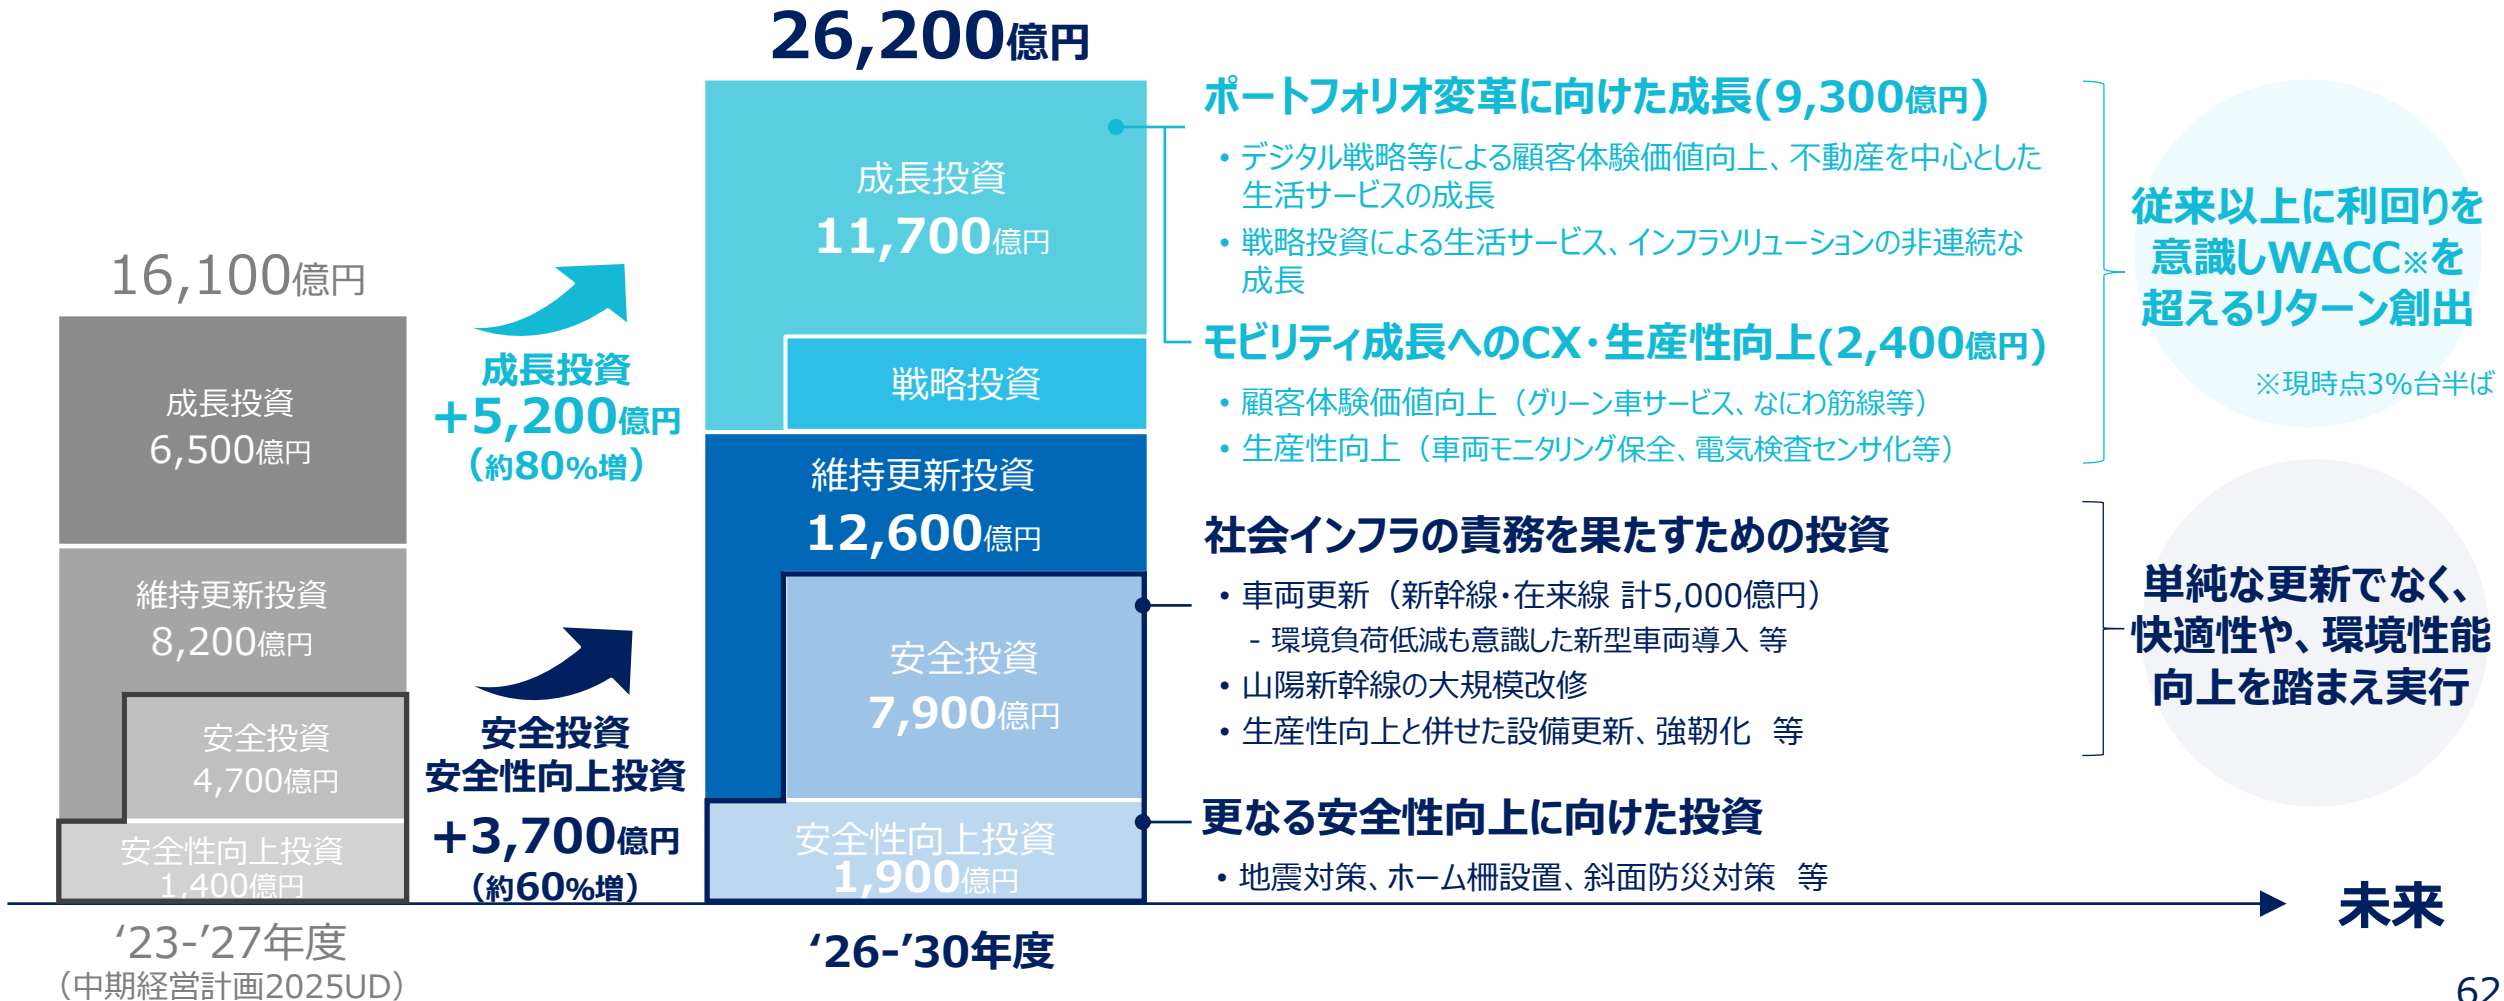 16,100億円
成長投資
6,500億円
維持更新投資
8,200億円
安全投資
4,700億円
安全性向上投資
1,400億円
‘23-’27年度
（中期経営計画2025UD）
成長投資
+5,200億円
（約80%増）
安全投資
安全性向上投資
+3,700億円
（約60%増）
26,200億円
成長投資
11,700億円
戦略投資
維持更新投資
12,600億円
安全投資
7,900億円
安全性向上投資
1,900億円
‘26-’30年度
ポートフォリオ変革に向けた成長(9,300億円)
• デジタル戦略等による顧客体験価値向上、不動産を中心とした
生活サービスの成長
• 戦略投資による生活サービス、インフラソリューションの非連続な
成長
モビリティ成長へのCX・生産性向上(2,400億円)
• 顧客体験価値向上（グリーン車サービス、なにわ筋線等）
• 生産性向上（車両モニタリング保全、電気検査センサ化等）
社会インフラの責務を果たすための投資
• 車両更新（新幹線・在来線 計5,000億円）
- 環境負荷低減も意識した新型車両導入 等
• 山陽新幹線の大規模改修
• 生産性向上と併せた設備更新、強靭化 等
更なる安全性向上に向けた投資
• 地震対策、ホーム柵設置、斜面防災対策 等
従来以上に利回りを
意識しWACC※を
超えるリターン創出
※現時点3%台半ば
単純な更新でなく、
快適性や、環境性能
向上を踏まえ実行
未来
62